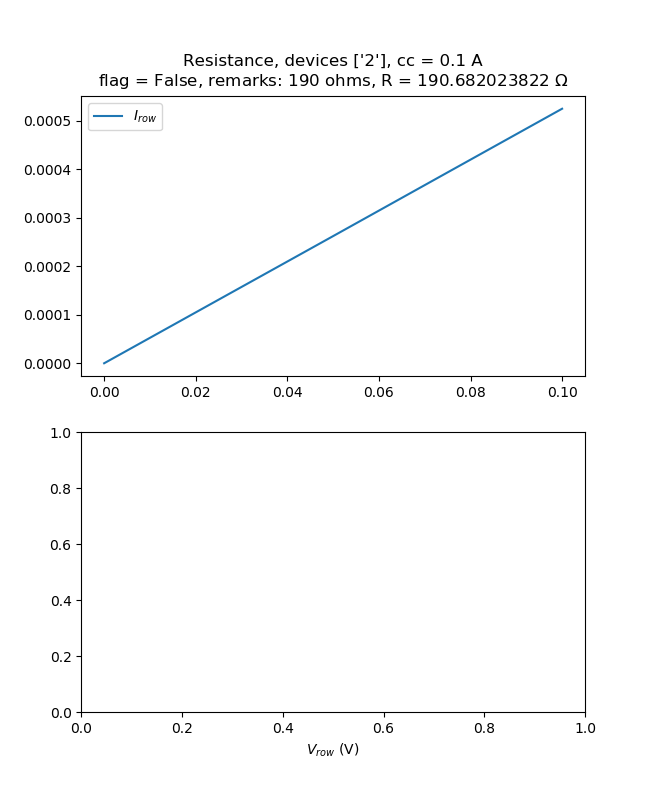 Resistance, devices ['2'], cc = 0.1 A
flag = False, remarks: 190 ohms, R = 190.682023822 Ω
I_row
0.0005
0.0004
0.0003
0.0002
0.0001
0.0000
0.00 0.02 0.04 0.06 0.08 0.10
1.0
0.8
0.6
0.4
0.2
0.0
0.0 0.2 0.4 0.6 0.8 1.0
V_row (V)